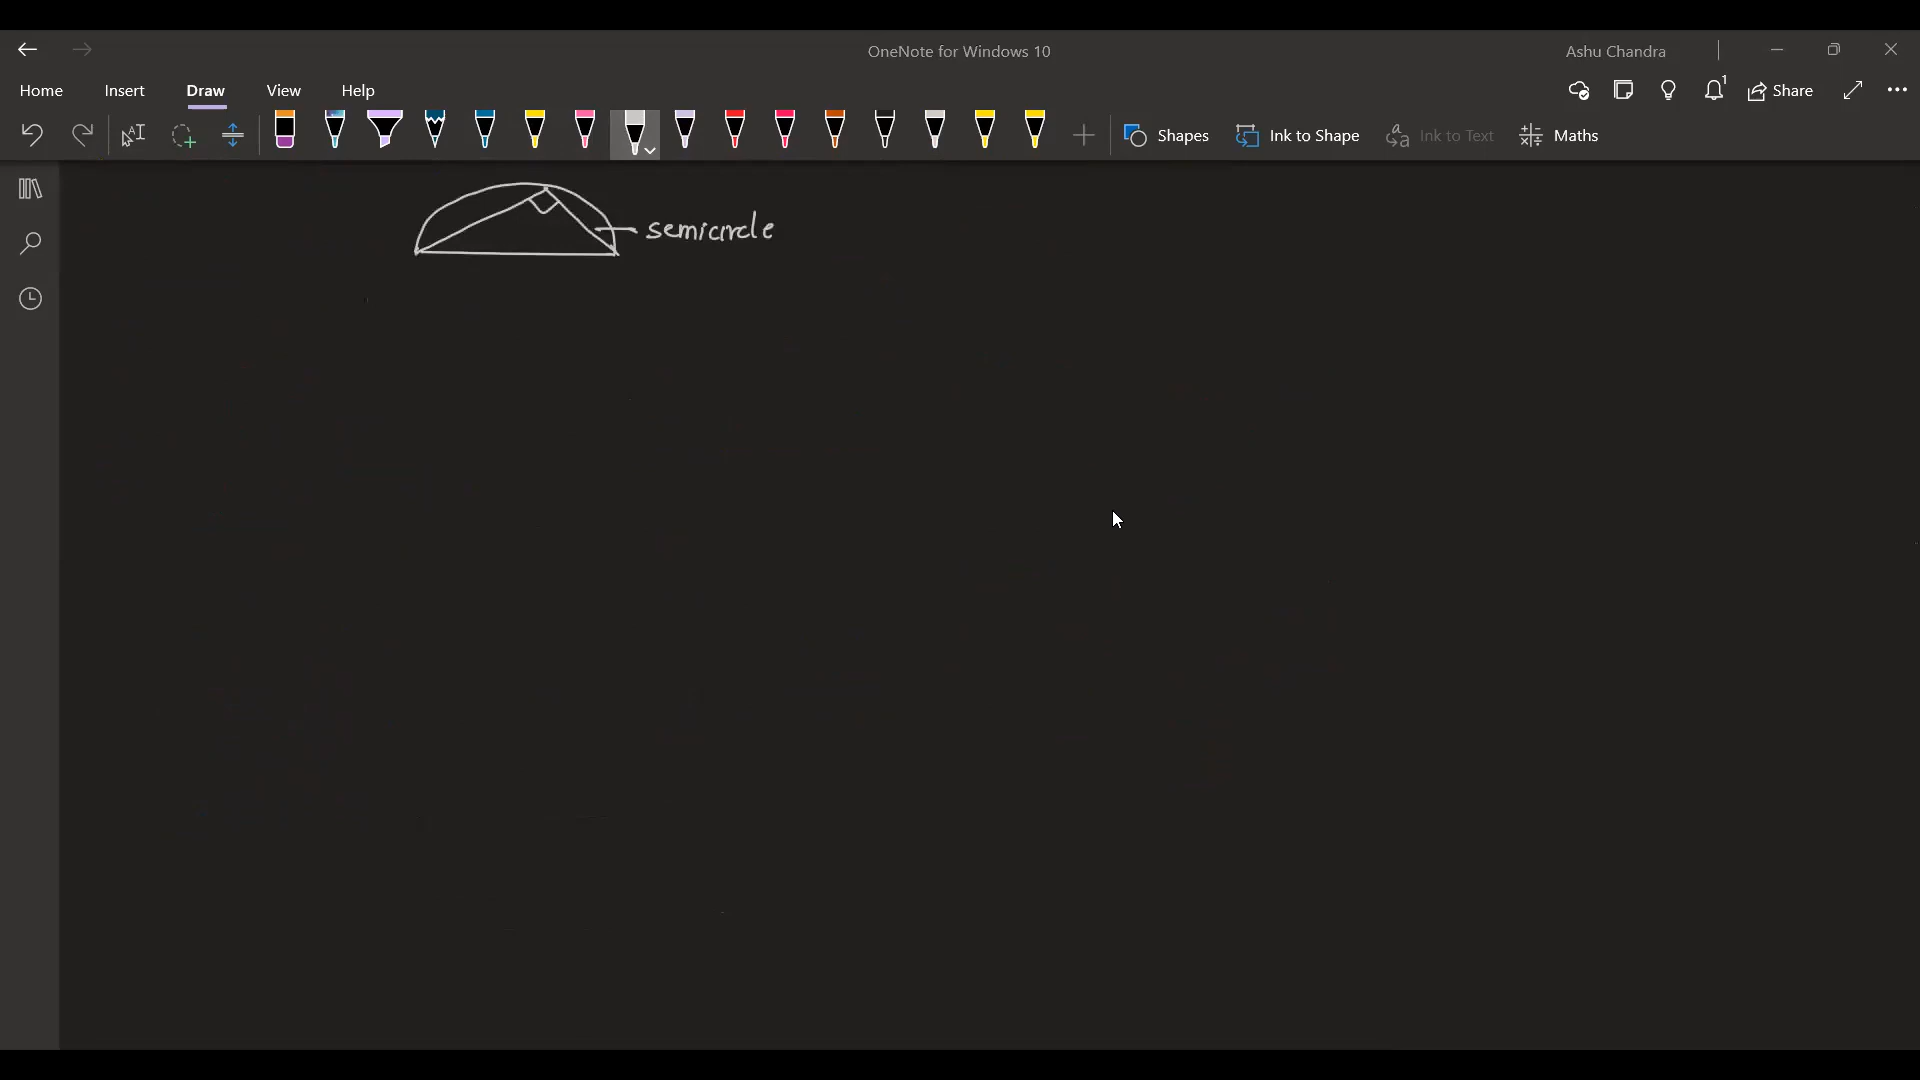 OneNote for Windows 10
Ashu Chandra
Home Insert Draw View Help
1
Share
Shapes Ink to Shape Ink to Text Maths
semicircle